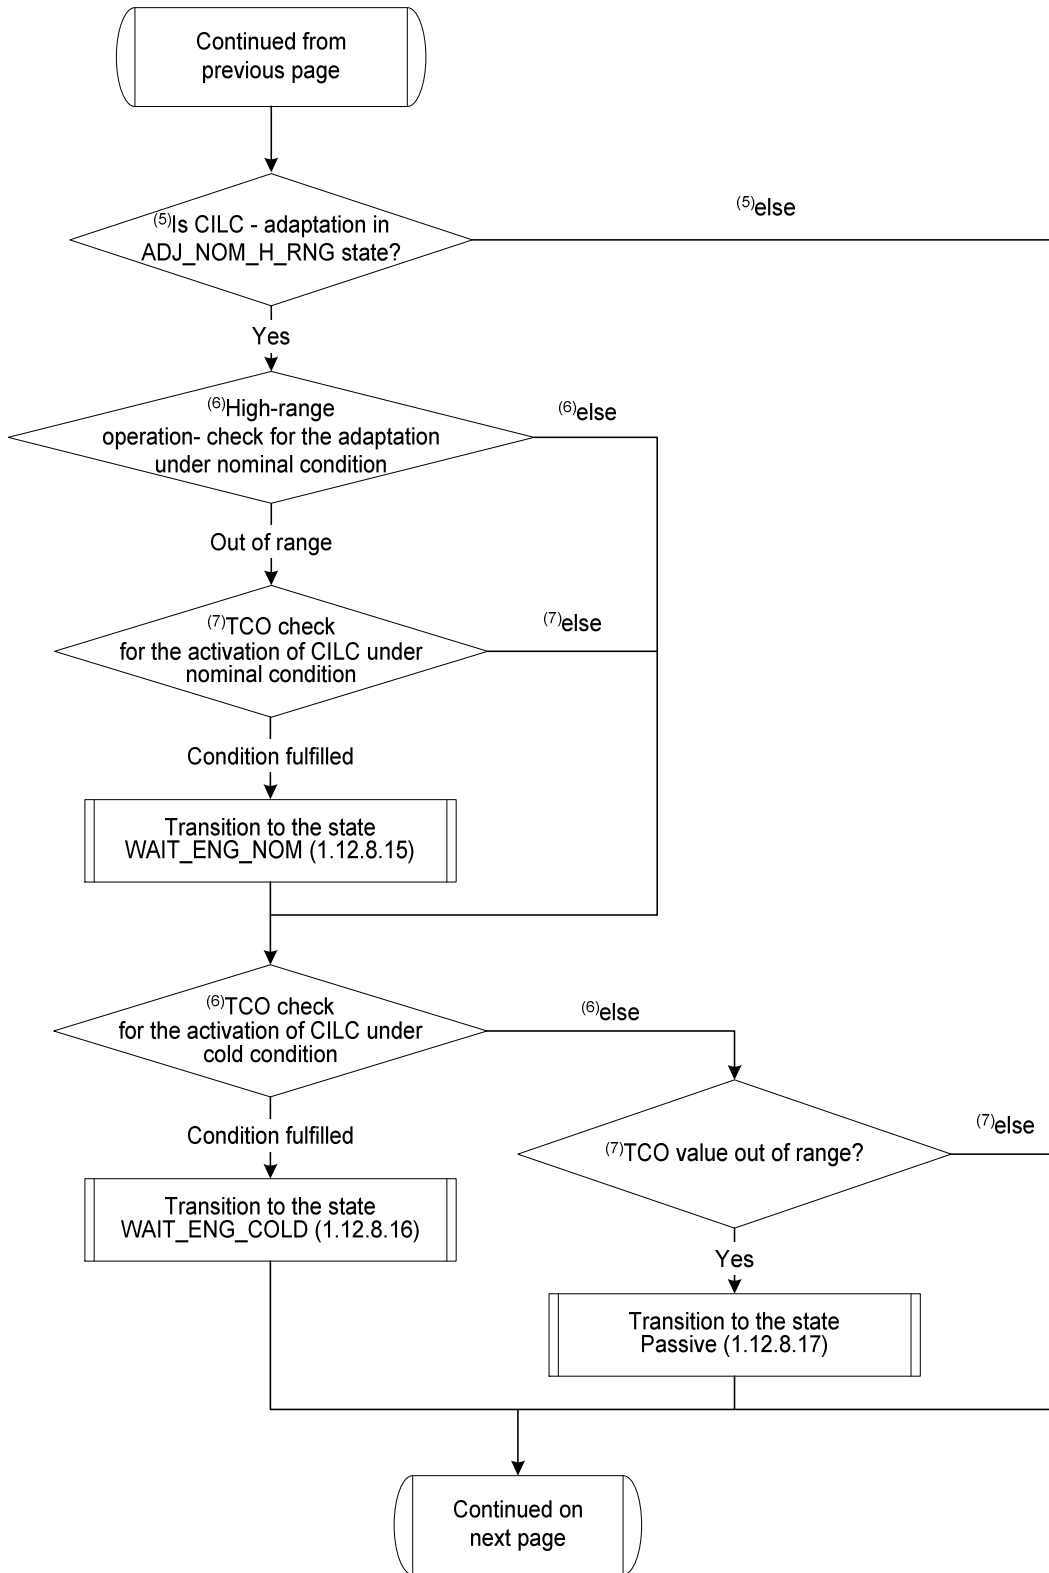 Continued from
previous page
(5)Is CILC - adaptation in
ADJ_NOM_H_RNG state?
(5)else
Yes
(6)High-range
operation- check for the adaptation
under nominal condition
(6)else
Out of range
(7)TCO check
for the activation of CILC under
nominal condition
(7)else
Condition fulfilled
Transition to the state
WAIT_ENG_NOM (1.12.8.15)
(6)TCO check
for the activation of CILC under
cold condition
(6)else
Condition fulfilled
(7)TCO value out of range?
(7)else
Transition to the state
WAIT_ENG_COLD (1.12.8.16)
Yes
Transition to the state
Passive (1.12.8.17)
Continued on
next page